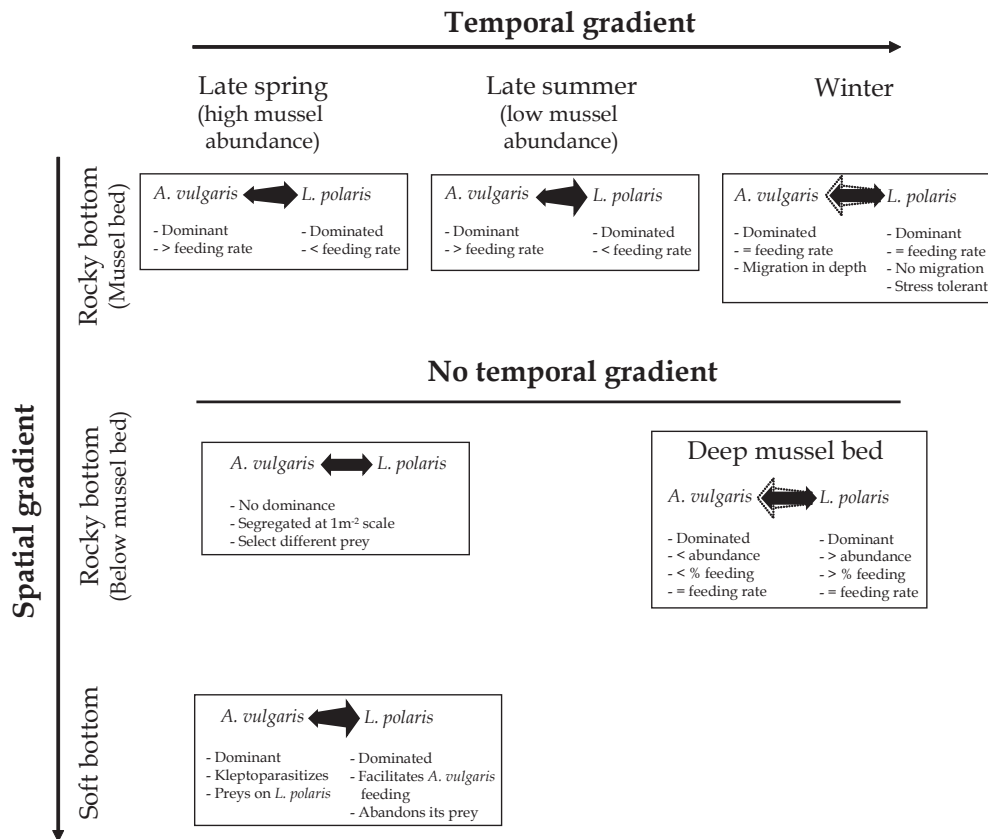 Temporal gradient
Late spring
(high mussel
abundance)
Late summer
(low mussel
abundance)
Winter
Spatial gradient
Rocky bottom
(Mussel bed)
A. vulgaris
L. polaris
- Dominant
- > feeding rate
- Dominated
- < feeding rate
A. vulgaris
L. polaris
- Dominant
- > feeding rate
- Dominated
- < feeding rate
A. vulgaris
L. polaris
- Dominated
- = feeding rate
- Migration in depth
- Dominant
- = feeding rate
- No migration
- Stress tolerant
No temporal gradient
Rocky bottom
(Below mussel bed)
A. vulgaris
L. polaris
- No dominance
- Segregated at 1m⁻² scale
- Select different prey
Deep mussel bed
A. vulgaris
L. polaris
- Dominated
- < abundance
- < % feeding
- = feeding rate
- Dominant
- > abundance
- > % feeding
- = feeding rate
Soft bottom
A. vulgaris
L. polaris
- Dominant
- Kleptoparasitizes
- Preys on L. polaris
- Dominated
- Facilitates A. vulgaris
feeding
- Abandons its prey